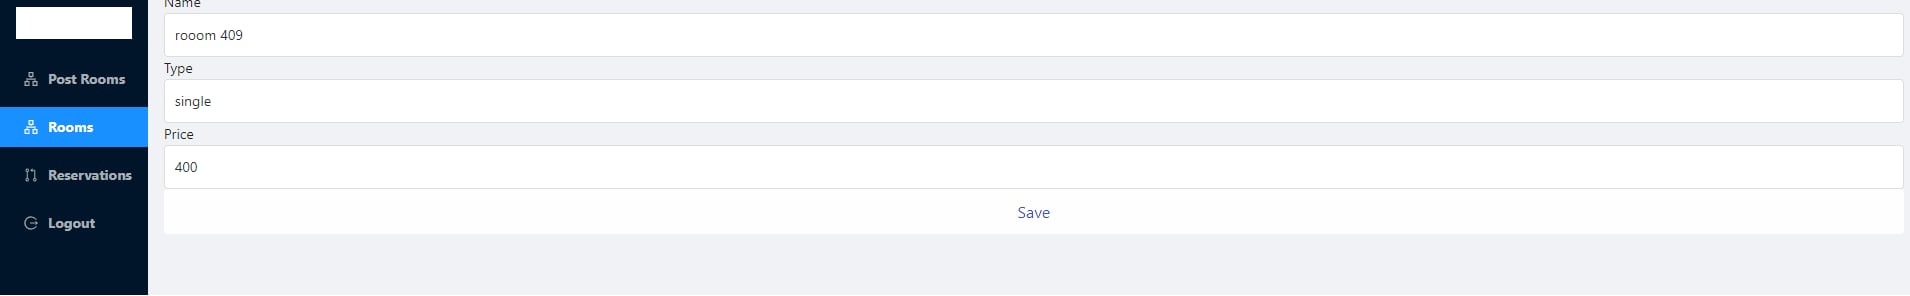 Name
rooom 409
Post Rooms
Type
single
Rooms
Price
400
Reservations
Save
Logout